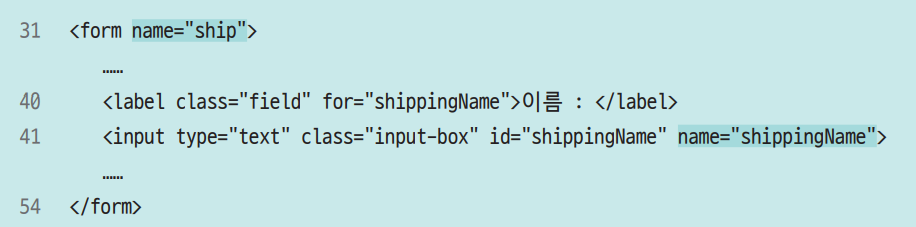 31 <form name="ship">
……
40 <label class="field" for="shippingName">이름 : </label>
41 <input type="text" class="input-box" id="shippingName" name="shippingName">
……
54 </form>